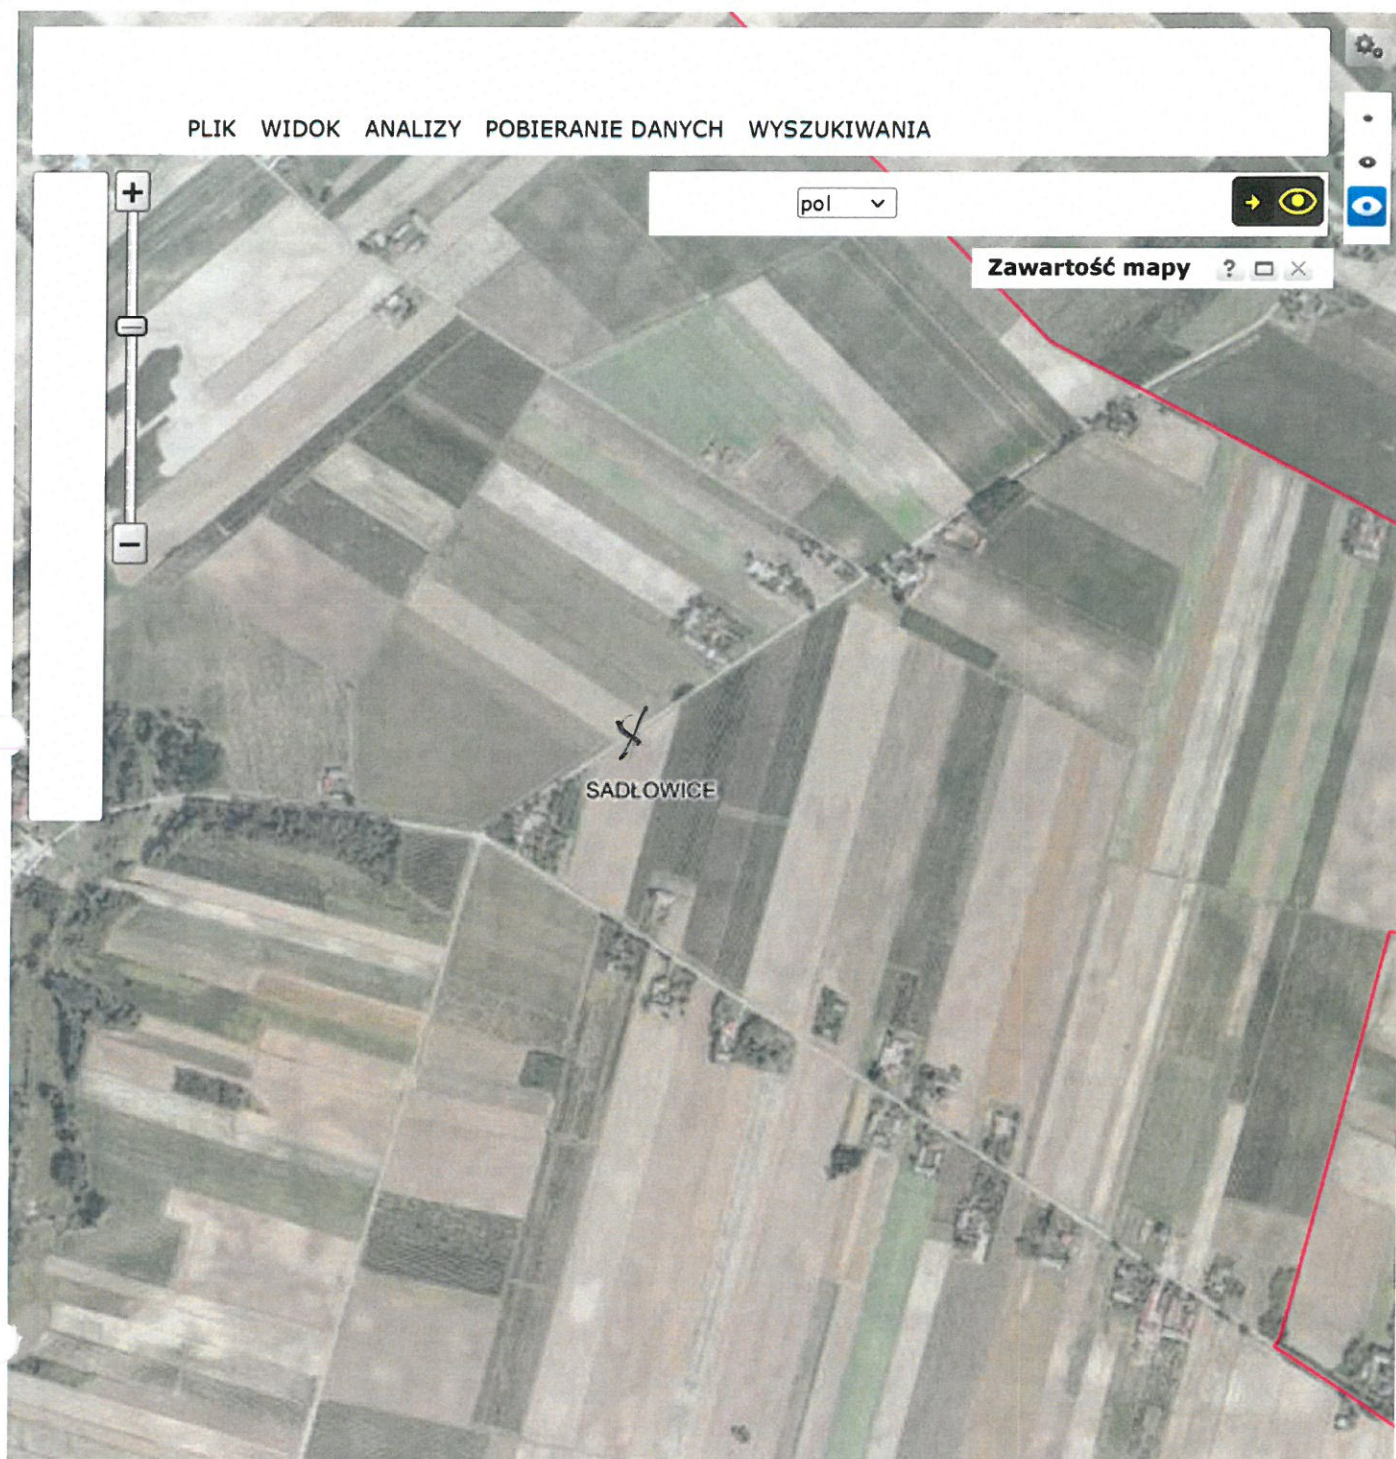 PLIK WIDOK ANALIZY POBIERANIE DANYCH WYSZUKIWANIA
pol
Zawartość mapy ?
SADŁOWICE